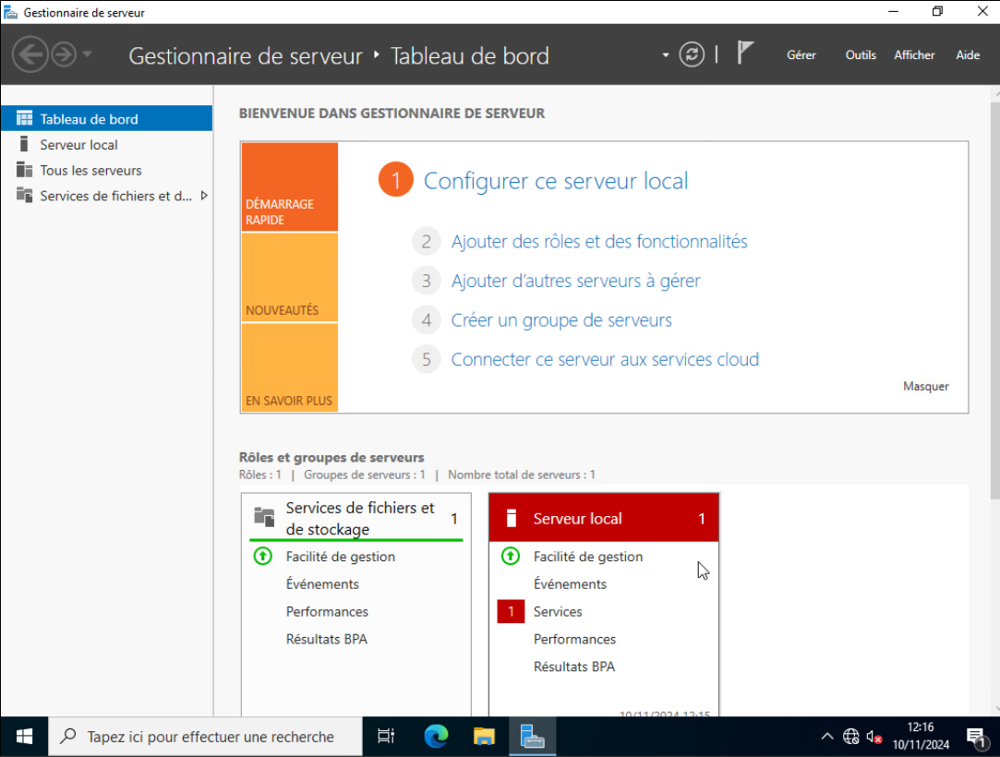 Gestionnaire de serveur
Gestionnaire de serveur ‣ Tableau de bord
Gérer Outils Afficher Aide
Tableau de bord
Serveur local
Tous les serveurs
Services de fichiers et d...
BIENVENUE DANS GESTIONNAIRE DE SERVEUR
DÉMARRAGE
RAPIDE
NOUVEAUTÉS
EN SAVOIR PLUS
1 Configurer ce serveur local
2 Ajouter des rôles et des fonctionnalités
3 Ajouter d’autres serveurs à gérer
4 Créer un groupe de serveurs
5 Connecter ce serveur aux services cloud
Masquer
Rôles et groupes de serveurs
Rôles : 1 | Groupes de serveurs : 1 | Nombre total de serveurs : 1
Services de fichiers et
de stockage
1
Facilité de gestion
Événements
Performances
Résultats BPA
Serveur local 1
Facilité de gestion
Événements
1 Services
Performances
Résultats BPA
10/11/2024 12:15
Tapez ici pour effectuer une recherche
12:16
10/11/2024
1